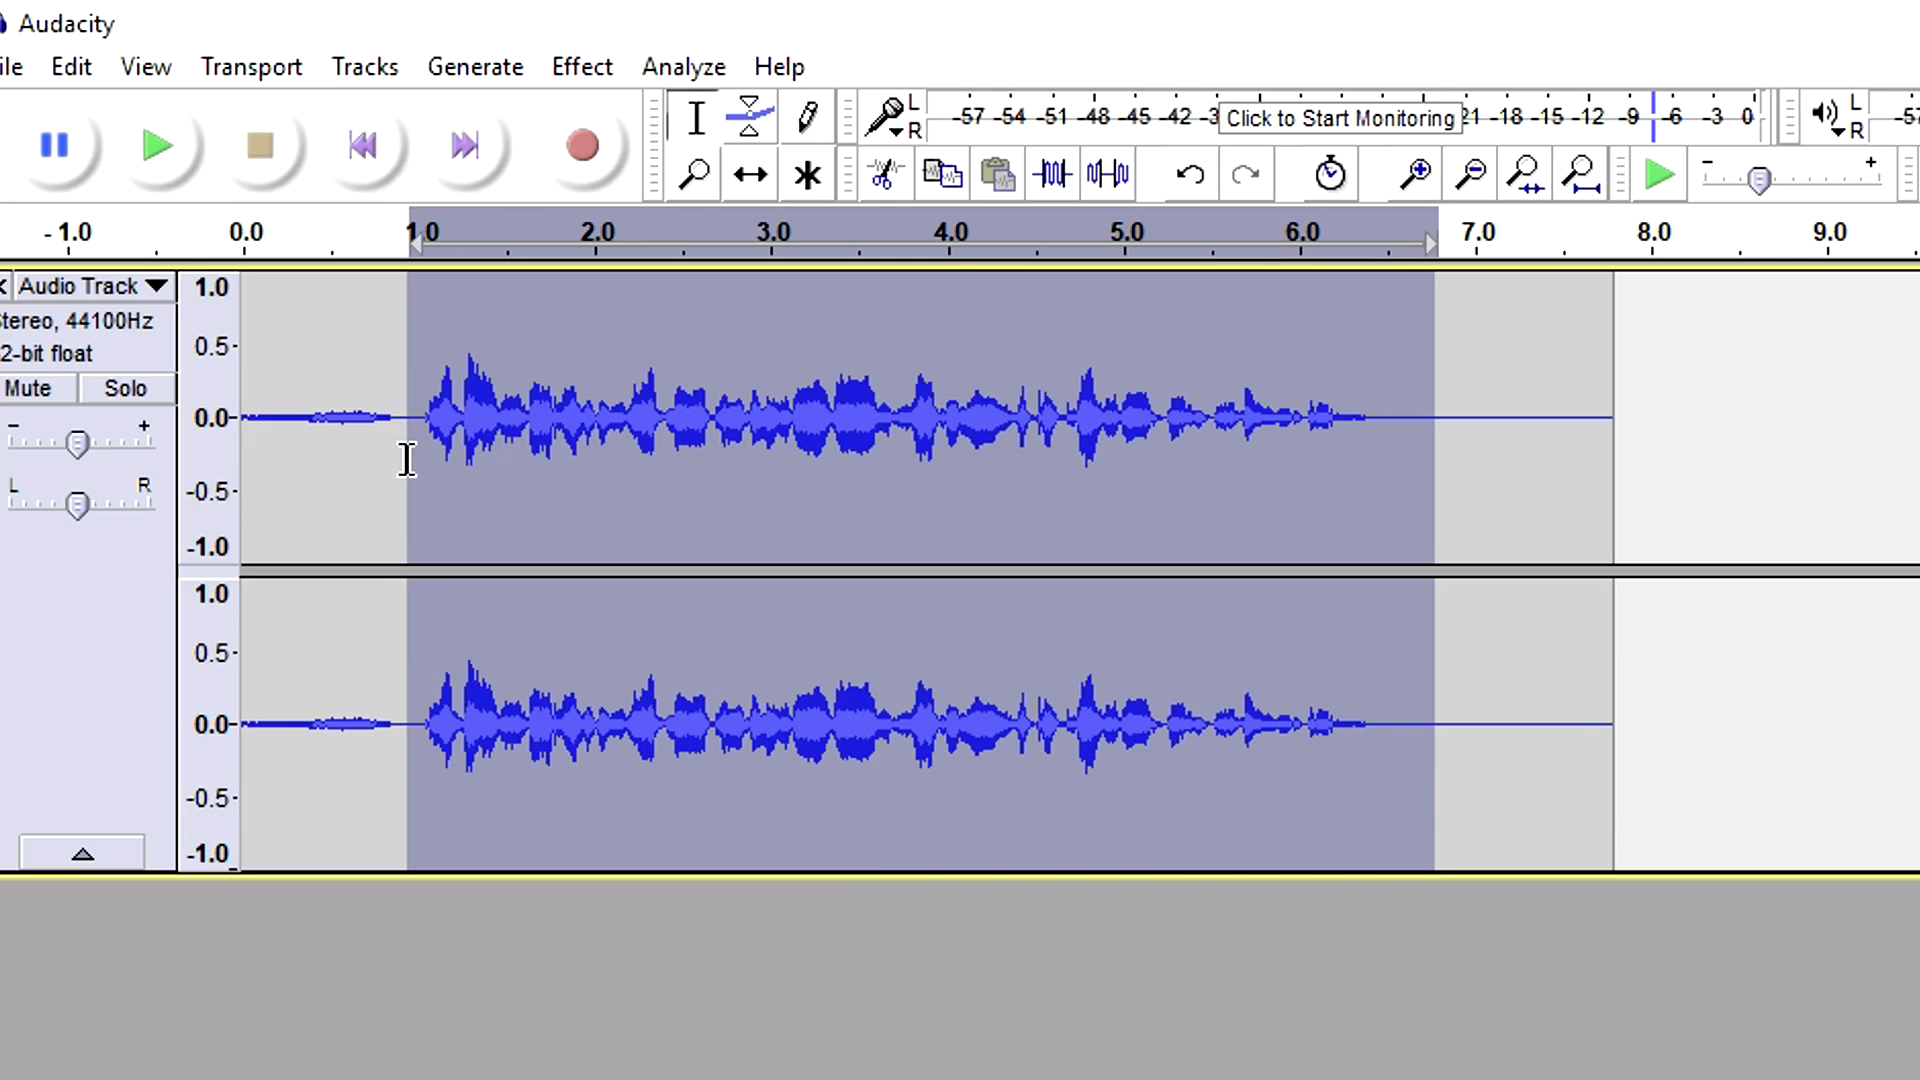 Audacity
ile Edit View Transport Tracks Generate Effect Analyze Help
L -57 -54 -51 -48 -45 -42 -3 Click to Start Monitoring 21 -18 -15 -12 -9 -6 -3 0 L -57
R R
- + 
- 1.0 0.0 1.0 2.0 3.0 4.0 5.0 6.0 7.0 8.0 9.0
Audio Track 1.0
Stereo, 44100Hz
0.5
2-bit float
Mute Solo
0.0
- +
L R
-0.5
-1.0
1.0
0.5
0.0
-0.5
-1.0